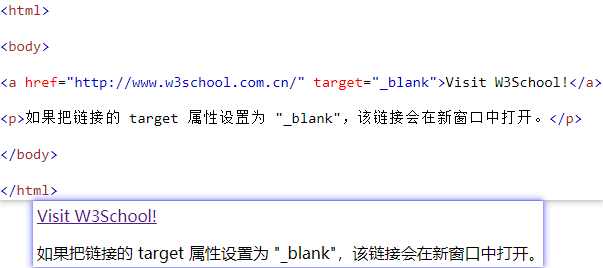 <html>
<body>
<a href="http://www.w3school.com.cn/" target="_blank">Visit W3School!</a>
<p>如果把链接的 target 属性设置为 "_blank"，该链接会在新窗口中打开。</p>
</body>
</html>
Visit W3School!
如果把链接的 target 属性设置为 "_blank"，该链接会在新窗口中打开。